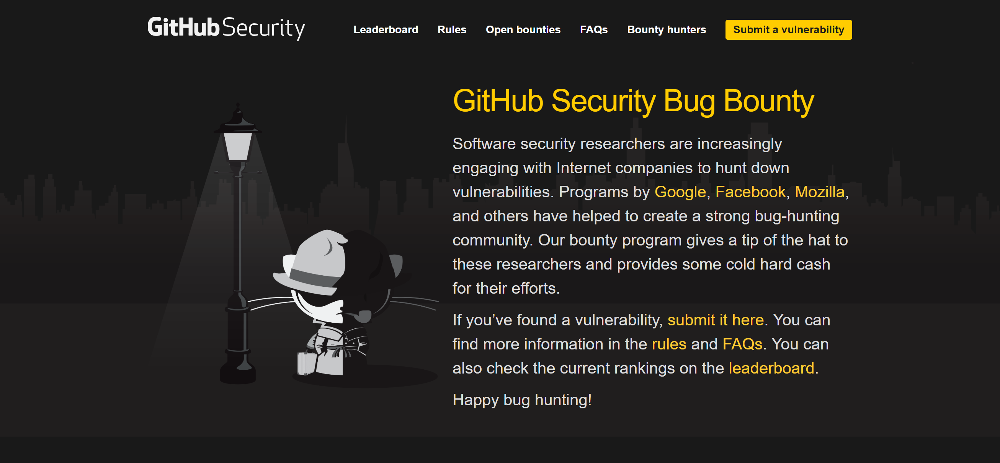 GitHub Security
Leaderboard Rules Open bounties FAQs Bounty hunters Submit a vulnerability
GitHub Security Bug Bounty
Software security researchers are increasingly
engaging with Internet companies to hunt down
vulnerabilities. Programs by Google, Facebook, Mozilla,
and others have helped to create a strong bug-hunting
community. Our bounty program gives a tip of the hat to
these researchers and provides some cold hard cash
for their efforts.
If you’ve found a vulnerability, submit it here. You can
find more information in the rules and FAQs. You can
also check the current rankings on the leaderboard.
Happy bug hunting!